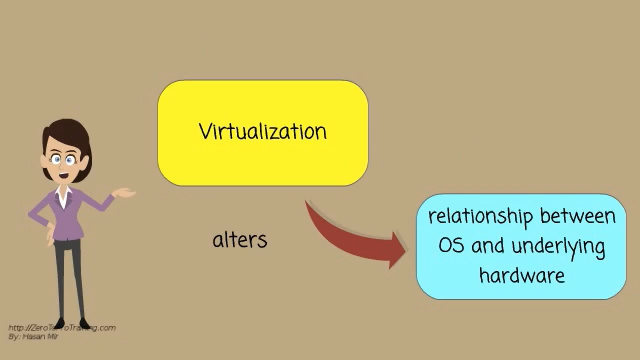 Virtualization
alters
relationship between
OS and underlying
hardware
By: Hasan Mir